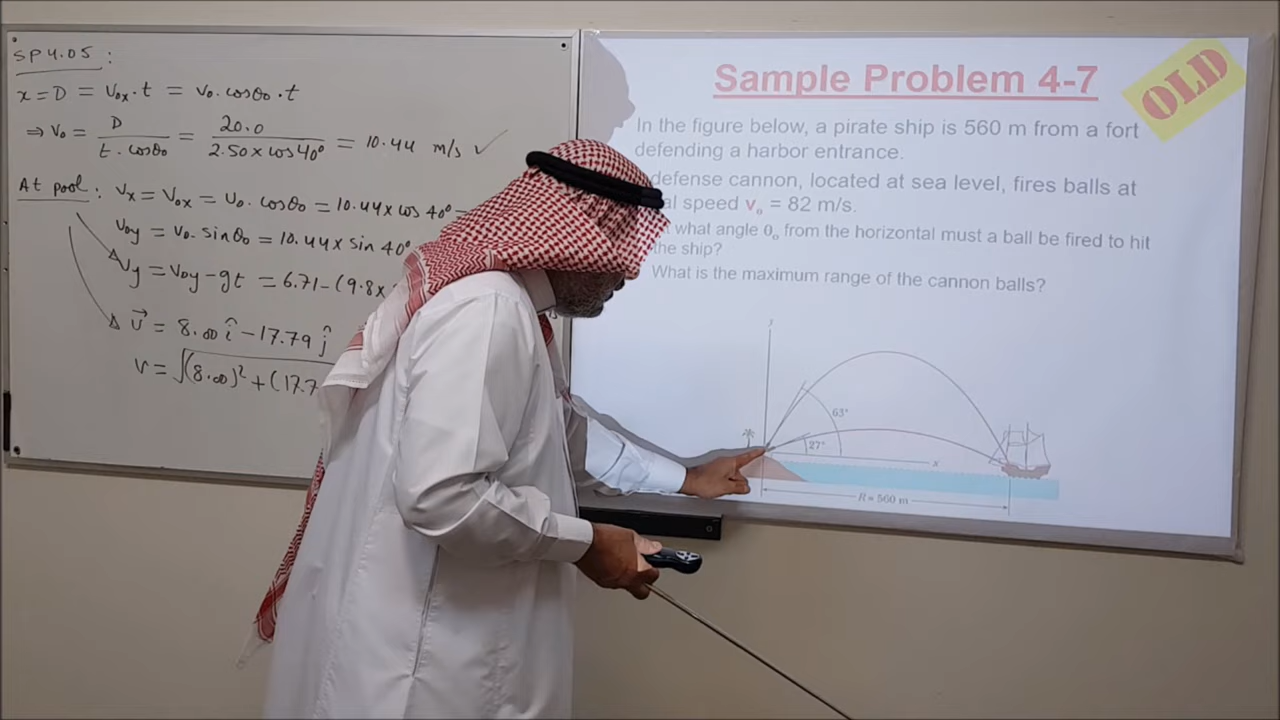 SP 4.05 :
x = D = v₀ₓ · t = v₀ · cosθ₀ · t
⇒ v₀ = D / (t · cosθ₀) = 20.0 / (2.50 × cos 40°) = 10.44 m/s ✓
At pool : vₓ = v₀ₓ = v₀ · cosθ₀ = 10.44 × cos 40° =
v₀y = v₀ · sinθ₀ = 10.44 × sin 40°
vy = v₀y − gt = 6.71 − (9.8 ×
v⃗ = 8.00 î − 17.79 ĵ
v = √(8.00)² + (17.7
Sample Problem 4-7
OLD
In the figure below, a pirate ship is 560 m from a fort
defending a harbor entrance.
defense cannon, located at sea level, fires balls at
speed v₀ = 82 m/s.
what angle θ₀ from the horizontal must a ball be fired to hit
the ship?
What is the maximum range of the cannon balls?
y
63°
27°
x
R = 560 m